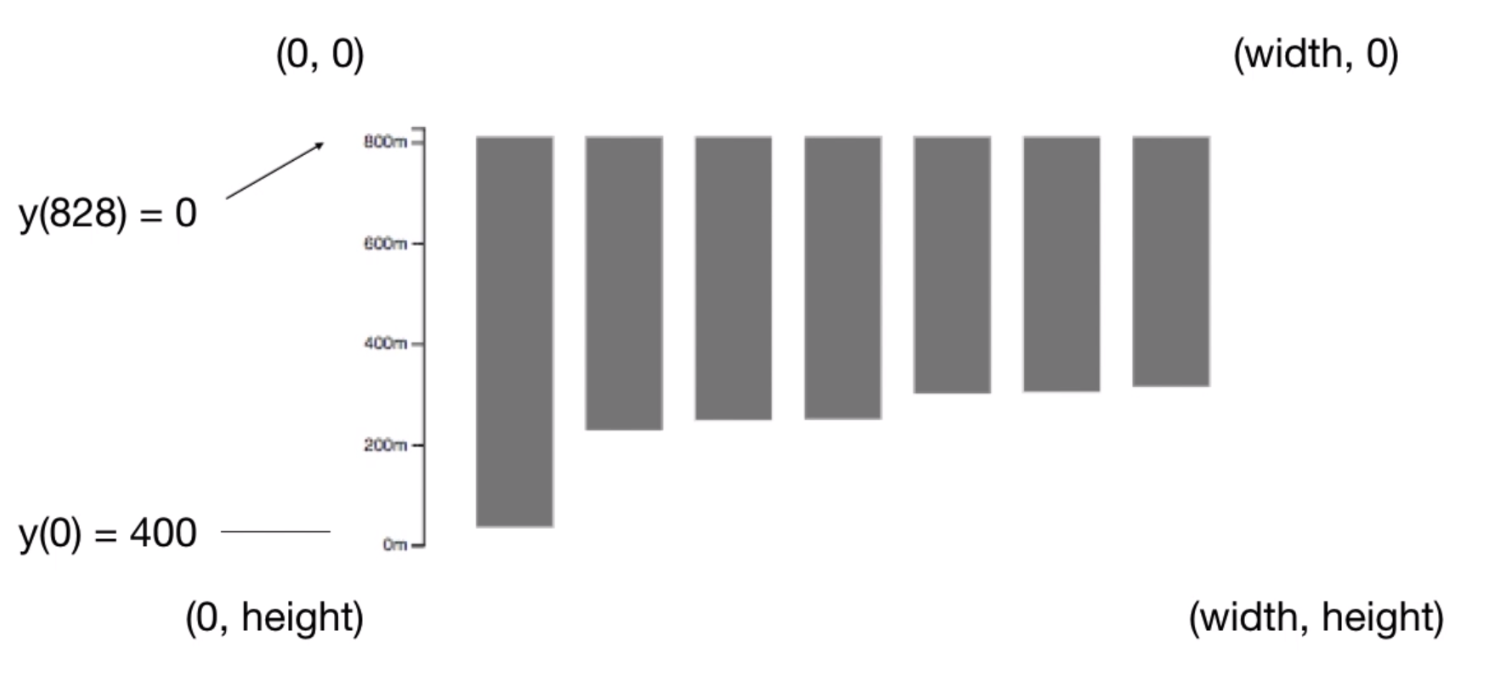 (0, 0)
(width, 0)
800m
y(828) = 0
600m
400m
200m
y(0) = 400
0m
(0, height)
(width, height)